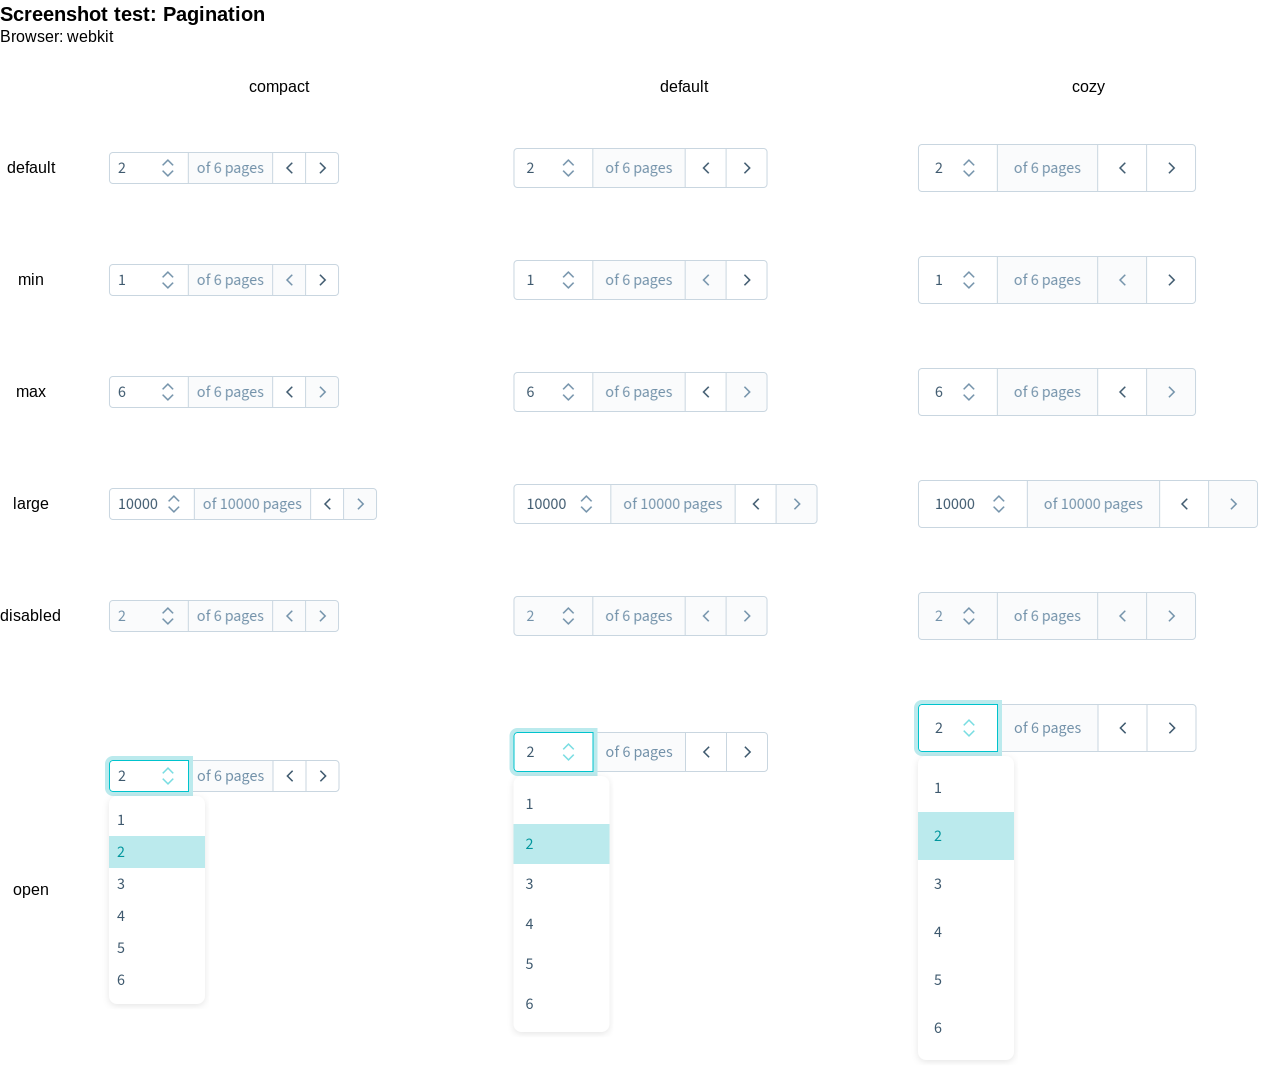 Screenshot test: Pagination
Browser: webkit
compact default cozy
default 2 of 6 pages 2 of 6 pages 2 of 6 pages
min 1 of 6 pages 1 of 6 pages 1 of 6 pages
max 6 of 6 pages 6 of 6 pages 6 of 6 pages
large 10000 of 10000 pages 10000 of 10000 pages 10000 of 10000 pages
disabled 2 of 6 pages 2 of 6 pages 2 of 6 pages
open
2 of 6 pages
1
2
3
4
5
6
2 of 6 pages
1
2
3
4
5
6
2 of 6 pages
1
2
3
4
5
6